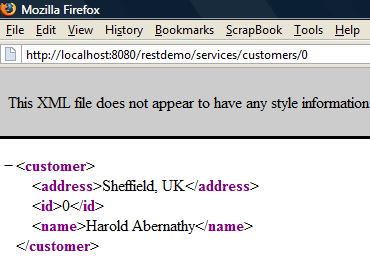 Mozilla Firefox
File Edit View History Bookmarks ScrapBook Tools Help
http://localhost:8080/restdemo/services/customers/0
This XML file does not appear to have any style information
−<customer>
<address>Sheffield, UK</address>
<id>0</id>
<name>Harold Abernathy</name>
</customer>